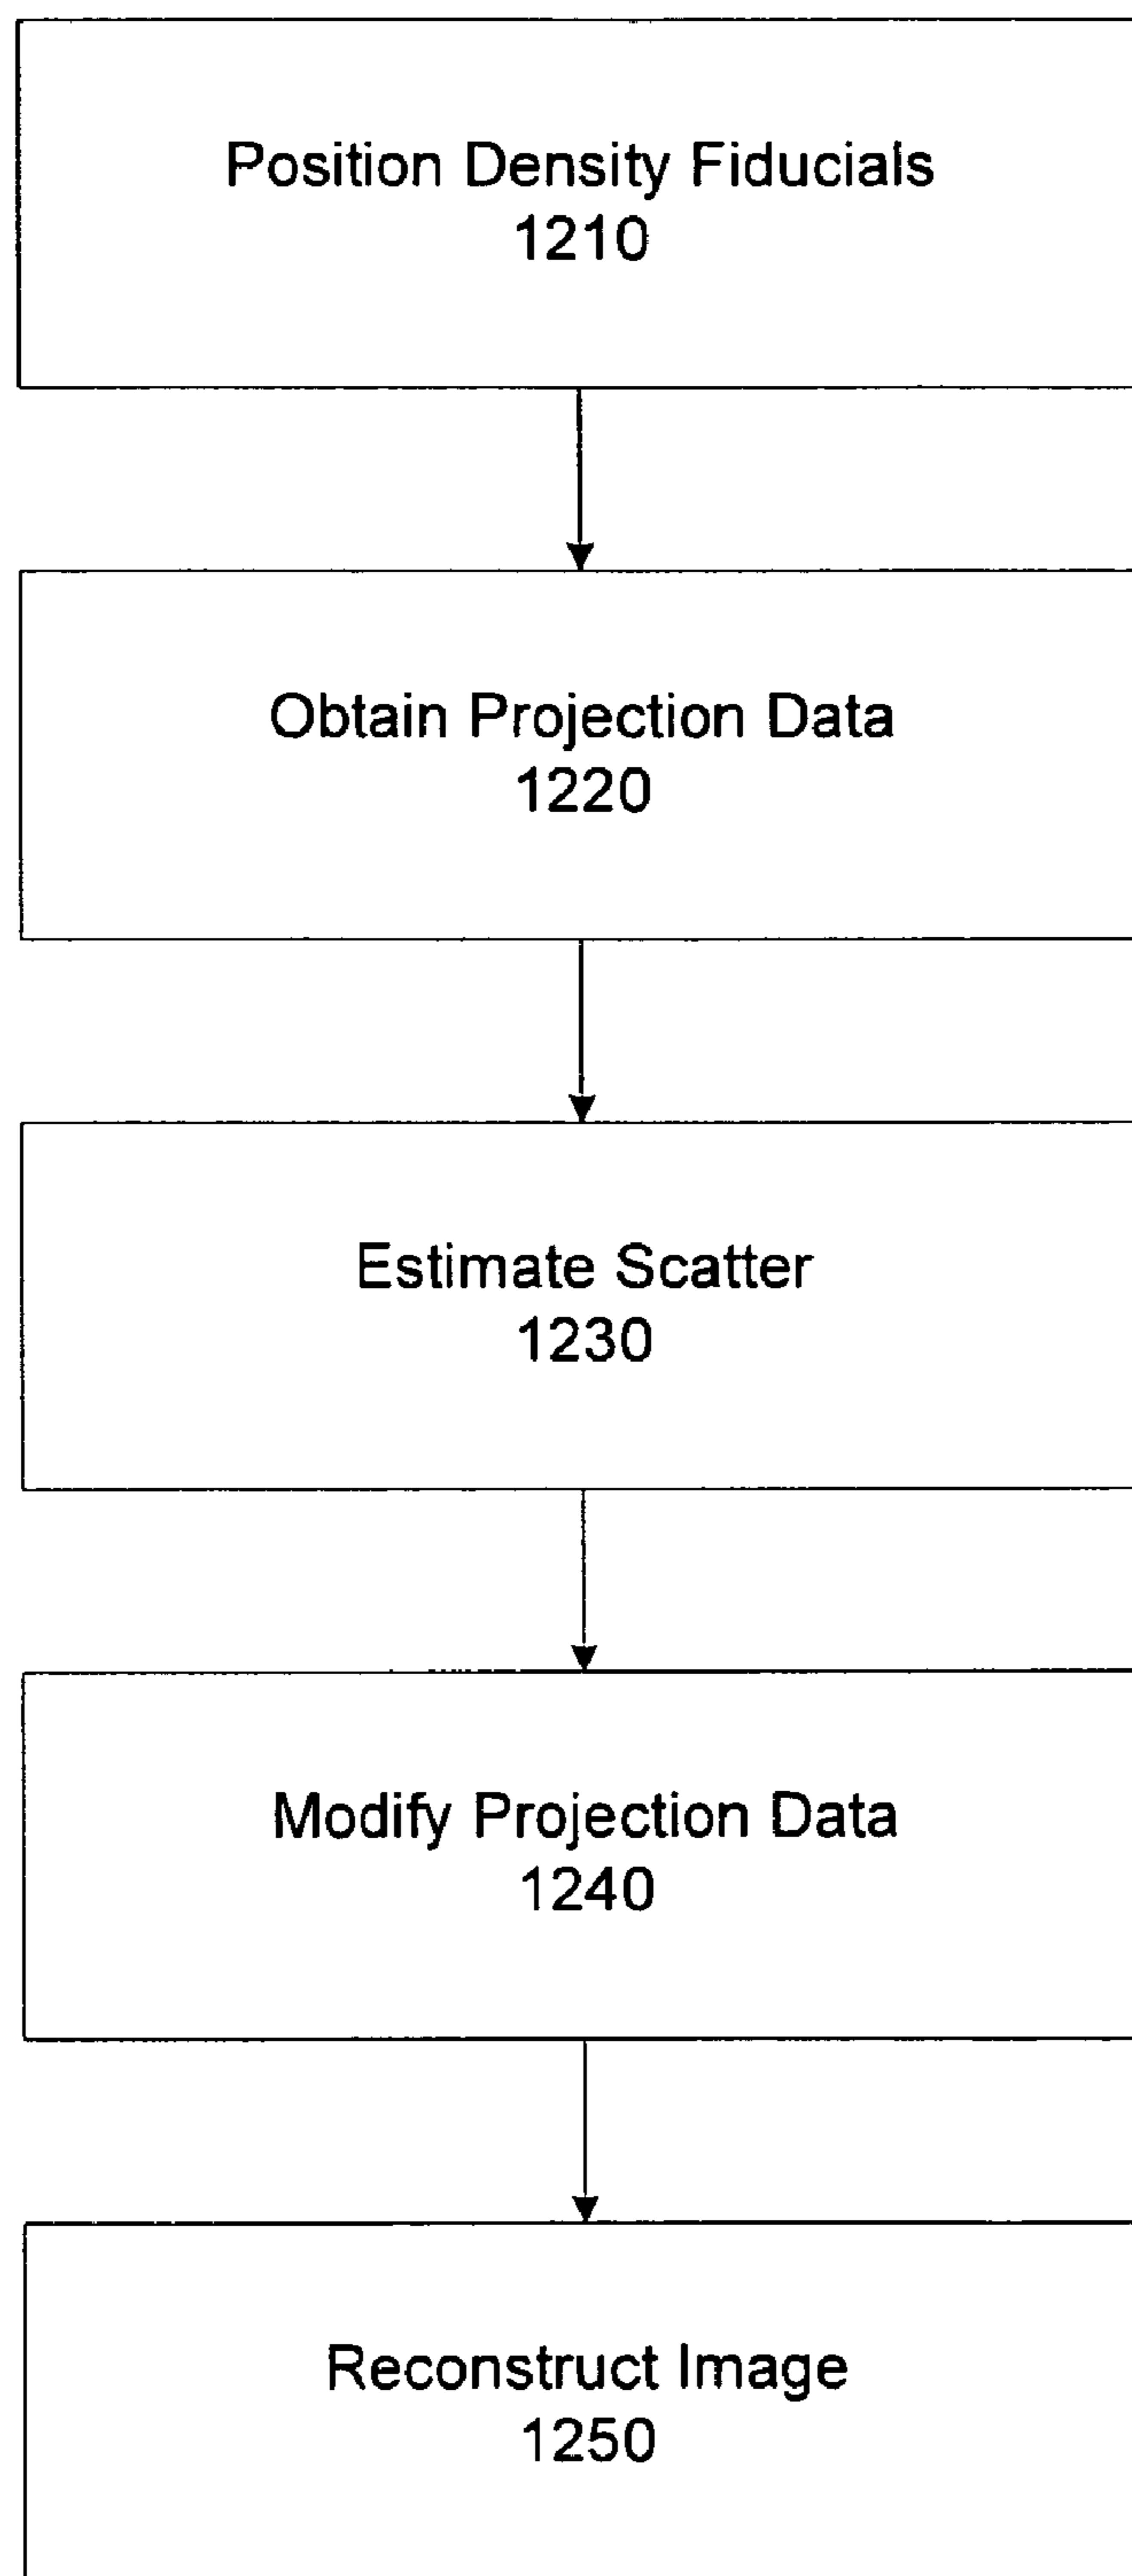 Position Density Fiducials
1210
Obtain Projection Data
1220
Estimate Scatter
1230
Modify Projection Data
1240
Reconstruct Image
1250